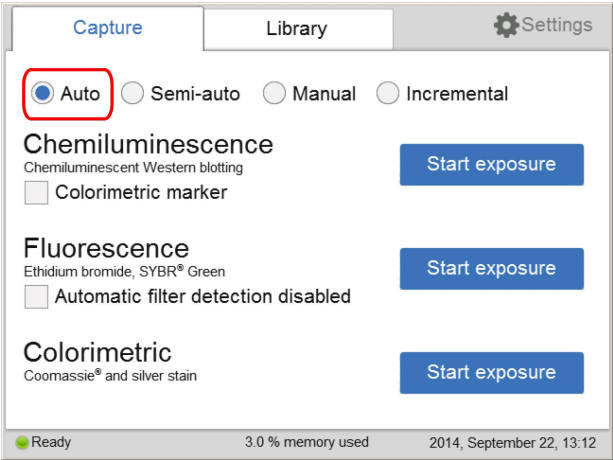 Capture Library Settings
Auto Semi-auto Manual Incremental
Chemiluminescence
Chemiluminescent Western blotting
Start exposure
Colorimetric marker
Fluorescence
Ethidium bromide, SYBR® Green
Start exposure
Automatic filter detection disabled
Colorimetric
Coomassie® and silver stain
Start exposure
Ready 3.0 % memory used 2014, September 22, 13:12